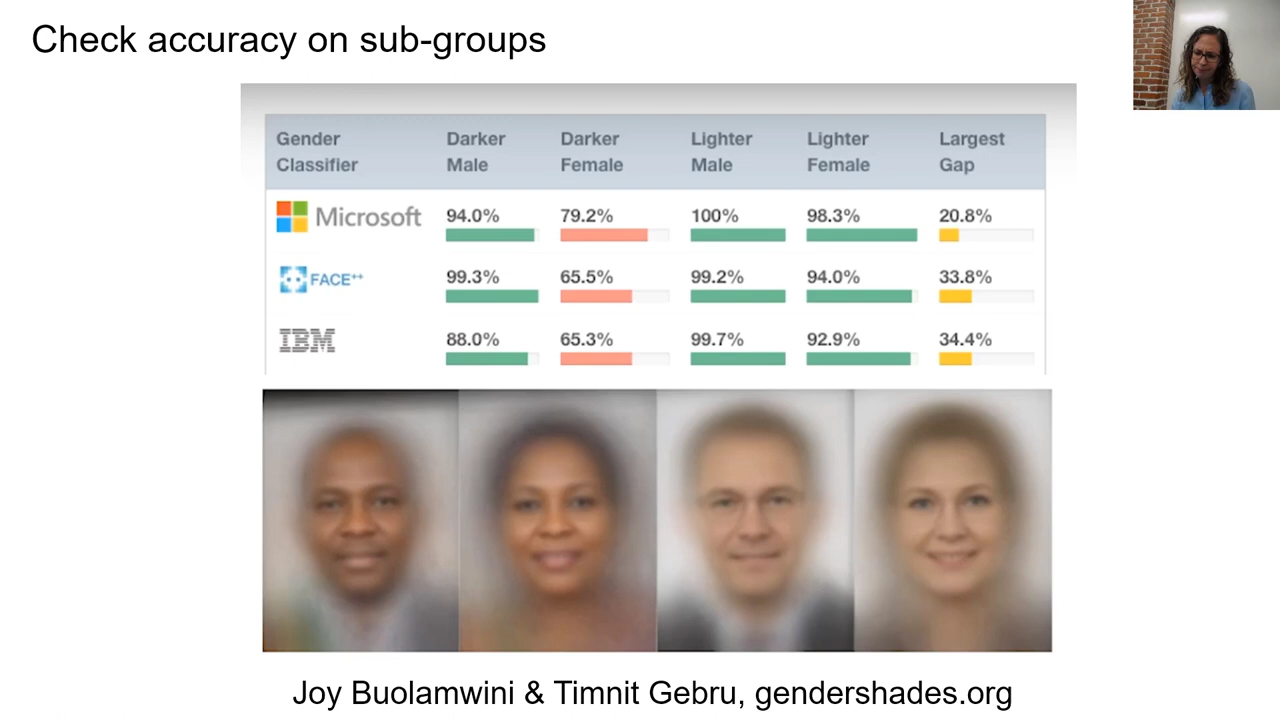 Check accuracy on sub-groups
Gender Classifier Darker Male Darker Female Lighter Male Lighter Female Largest Gap
Microsoft 94.0% 79.2% 100% 98.3% 20.8%
FACE++ 99.3% 65.5% 99.2% 94.0% 33.8%
IBM 88.0% 65.3% 99.7% 92.9% 34.4%
Joy Buolamwini & Timnit Gebru, gendershades.org